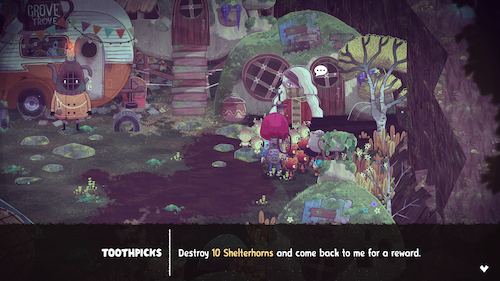 GROVE
TROVE
TOOTHPICKS
Destroy 10 Shelterhorns and come back to me for a reward.